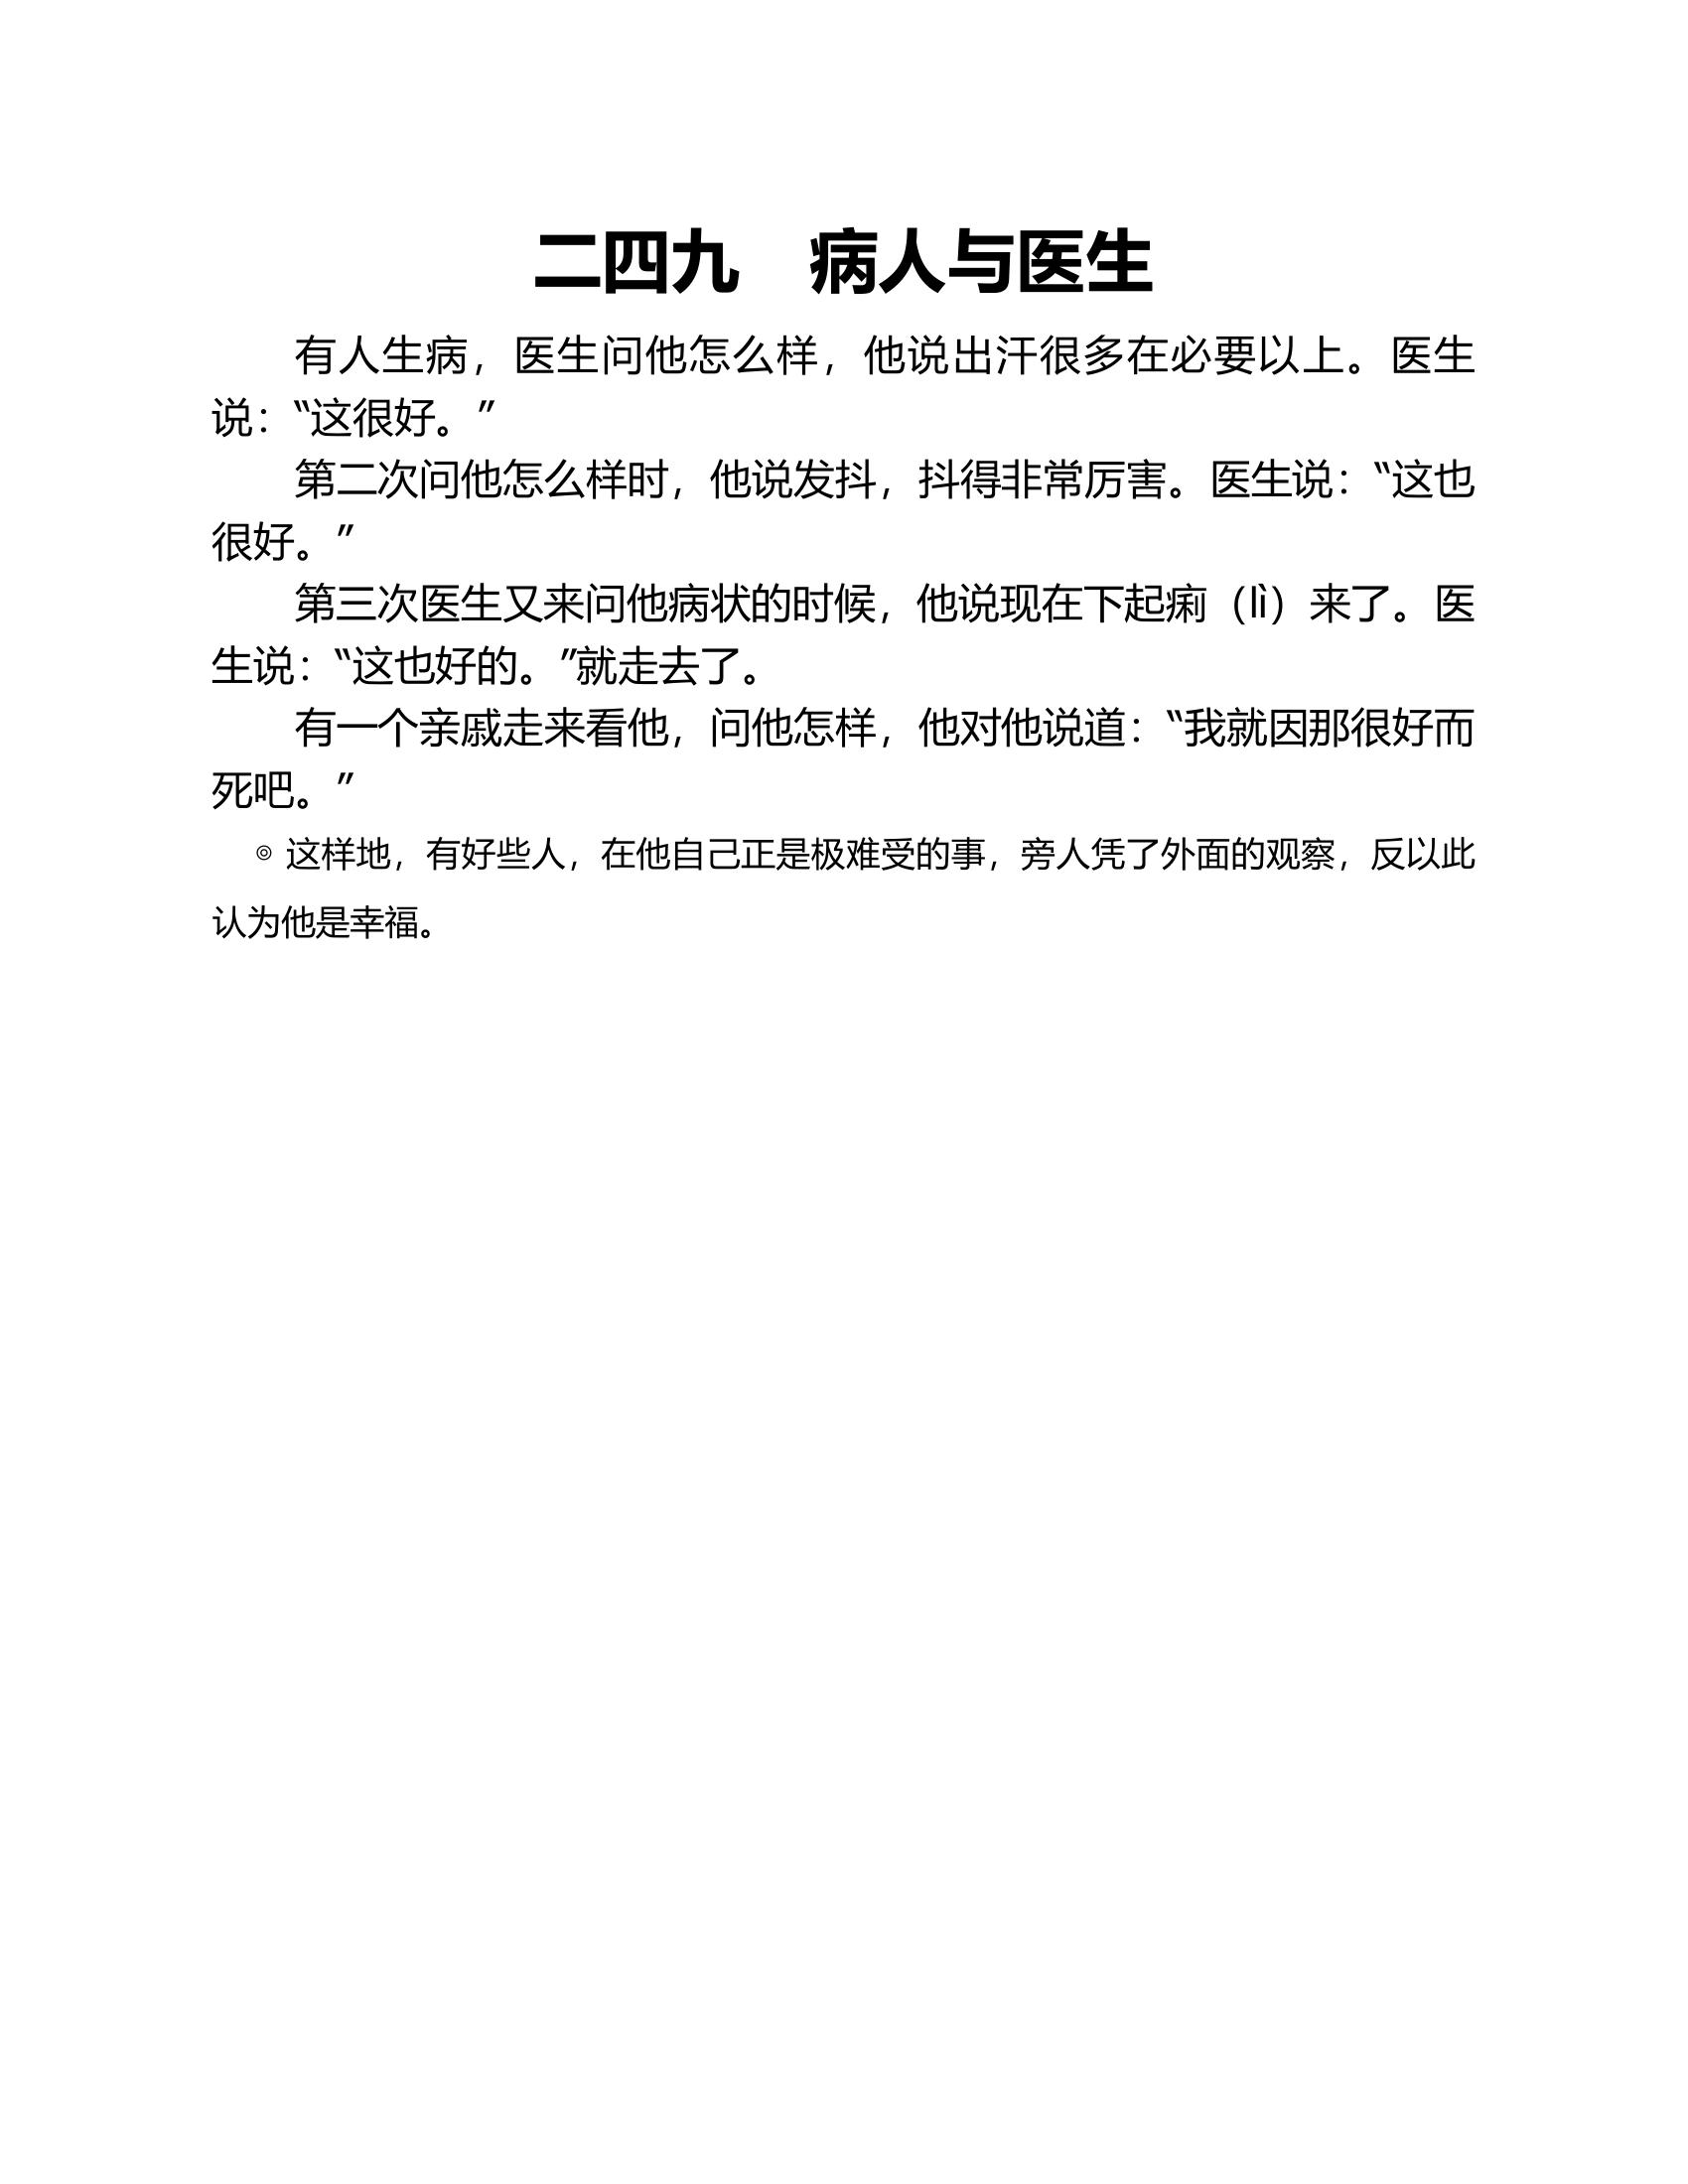 二四九　病人与医生
有人生病，医生问他怎么样，他说出汗很多在必要以上。医生
说：“这很好。”
第二次问他怎么样时，他说发抖，抖得非常厉害。医生说：“这也
很好。”
第三次医生又来问他病状的时候，他说现在下起痢（lì）来了。医
生说：“这也好的。”就走去了。
有一个亲戚走来看他，问他怎样，他对他说道：“我就因那很好而
死吧。”
◎ 这样地，有好些人，在他自己正是极难受的事，旁人凭了外面的观察，反以此
认为他是幸福。